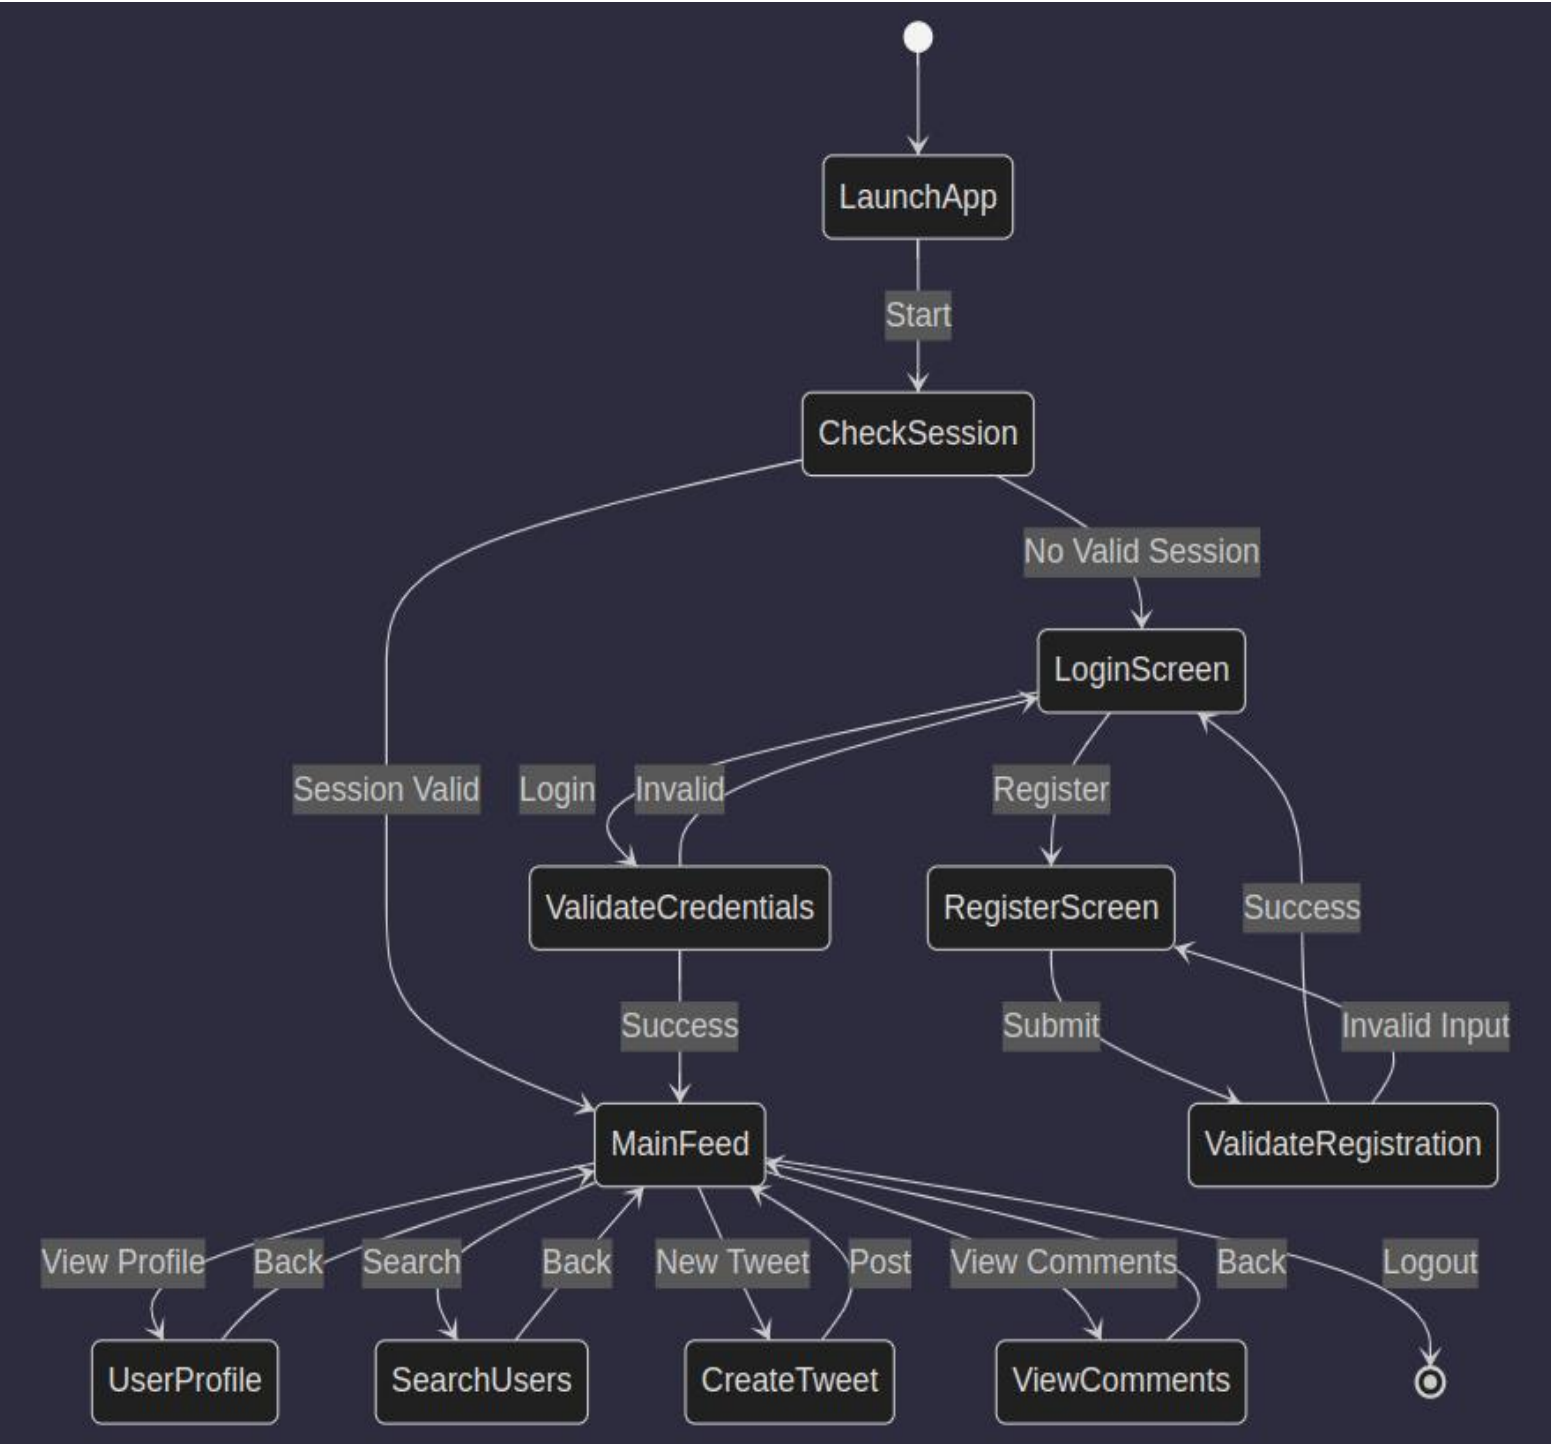 LaunchApp
Start
CheckSession
No Valid Session
LoginScreen
Session Valid
Login
Invalid
Register
ValidateCredentials
RegisterScreen
Success
Success
Submit
Invalid Input
MainFeed
ValidateRegistration
View Profile
Back
Search
Back
New Tweet
Post
View Comments
Back
Logout
UserProfile
SearchUsers
CreateTweet
ViewComments